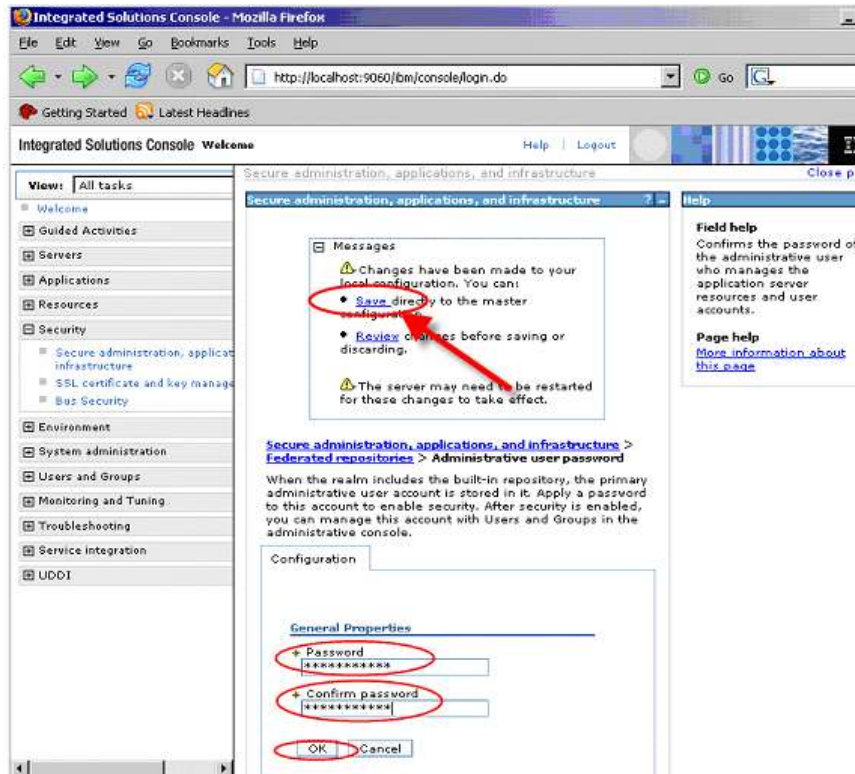 Integrated Solutions Console - Mozilla Firefox
File Edit View Go Bookmarks Tools Help
http://localhost:9060/ibm/console/login.do
Go
Getting Started Latest Headlines
Integrated Solutions Console Welcome
Help | Logout
View: All tasks
Welcome
Guided Activities
Servers
Applications
Resources
Security
Secure administration, applicat
infrastructure
SSL certificate and key manage
Bus Security
Environment
System administration
Users and Groups
Monitoring and Tuning
Troubleshooting
Service integration
UDDI
Secure administration, applications, and infrastructure
Close p
Secure administration, applications, and infrastructure ? -
Messages
Changes have been made to your
local configuration. You can:
Save directly to the master
configuration.
Review changes before saving or
discarding.
The server may need to be restarted
for these changes to take effect.
Secure administration, applications, and infrastructure >
Federated repositories > Administrative user password
When the realm includes the built-in repository, the primary
administrative user account is stored in it. Apply a password
to this account to enable security. After security is enabled,
you can manage this account with Users and Groups in the
administrative console.
Configuration
General Properties
+ Password
***********
+ Confirm password
***********
OK Cancel
Help
Field help
Confirms the password of
the administrative user
who manages the
application server
resources and user
accounts.
Page help
More information about
this page